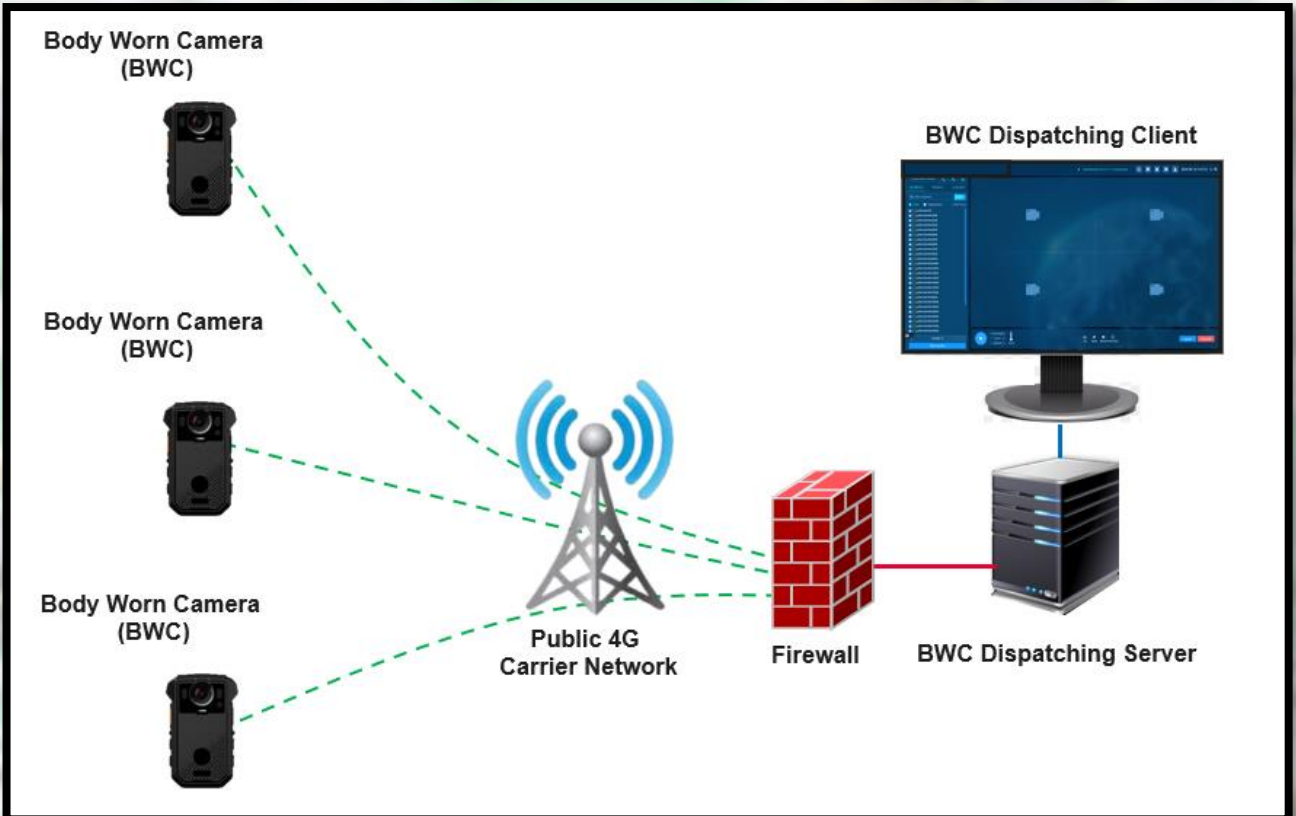 Body Worn Camera
(BWC)
BWC Dispatching Client
Body Worn Camera
(BWC)
Body Worn Camera
(BWC)
Public 4G
Carrier Network
Firewall
BWC Dispatching Server